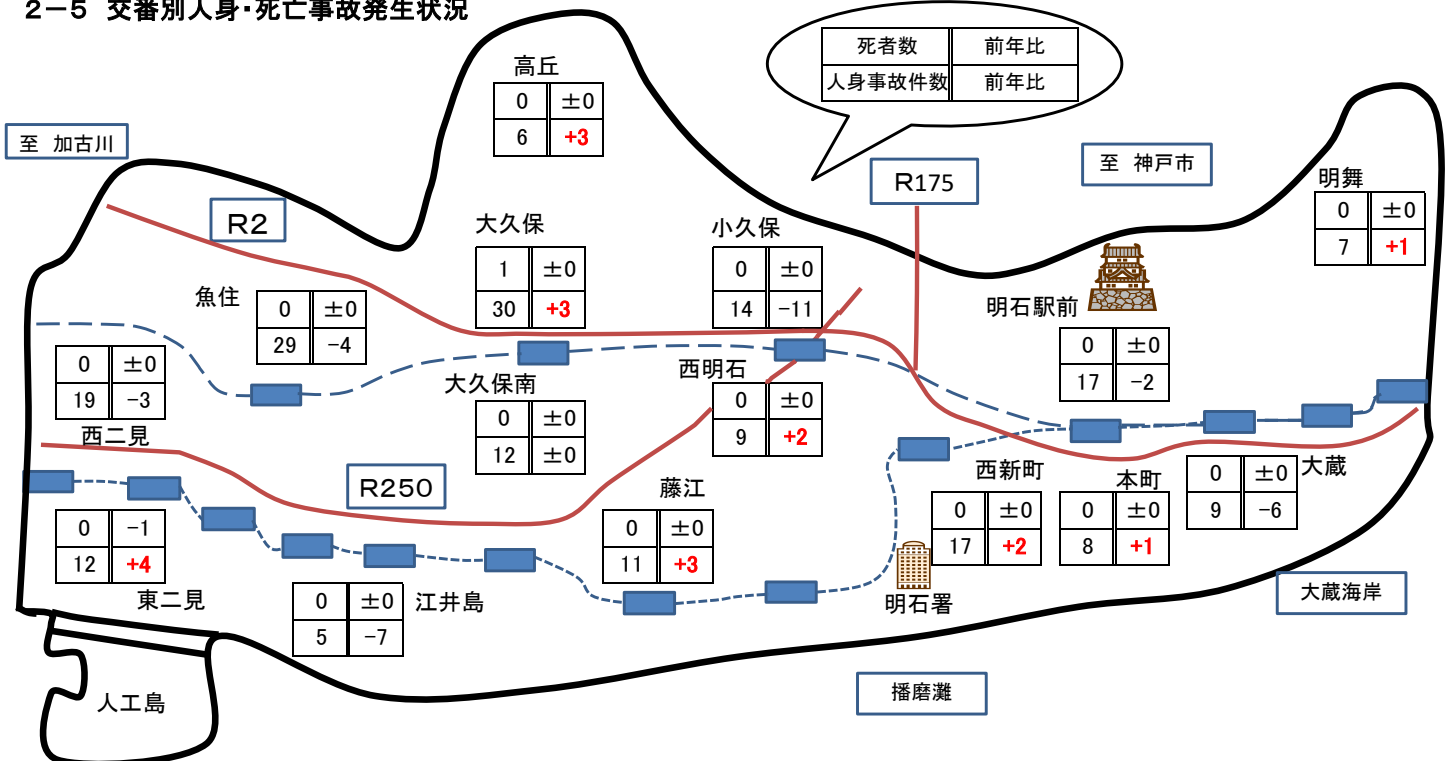 2-5 交番別人身・死亡事故発生状況
死者数 前年比
人身事故件数 前年比
高丘
0 ±0
6 +3
至 加古川
至 神戸市
R175
明舞
0 ±0
7 +1
R2
大久保
1 ±0
30 +3
小久保
0 ±0
14 -11
魚住
0 ±0
29 -4
明石駅前
0 ±0
17 -2
0 ±0
19 -3
西二見
大久保南
0 ±0
12 ±0
西明石
0 ±0
9 +2
R250
藤江
0 ±0
11 +3
西新町
0 ±0
17 +2
本町
0 ±0
8 +1
大蔵
0 ±0
9 -6
0 -1
12 +4
東二見
0 ±0
5 -7
江井島
明石署
大蔵海岸
播磨灘
人工島